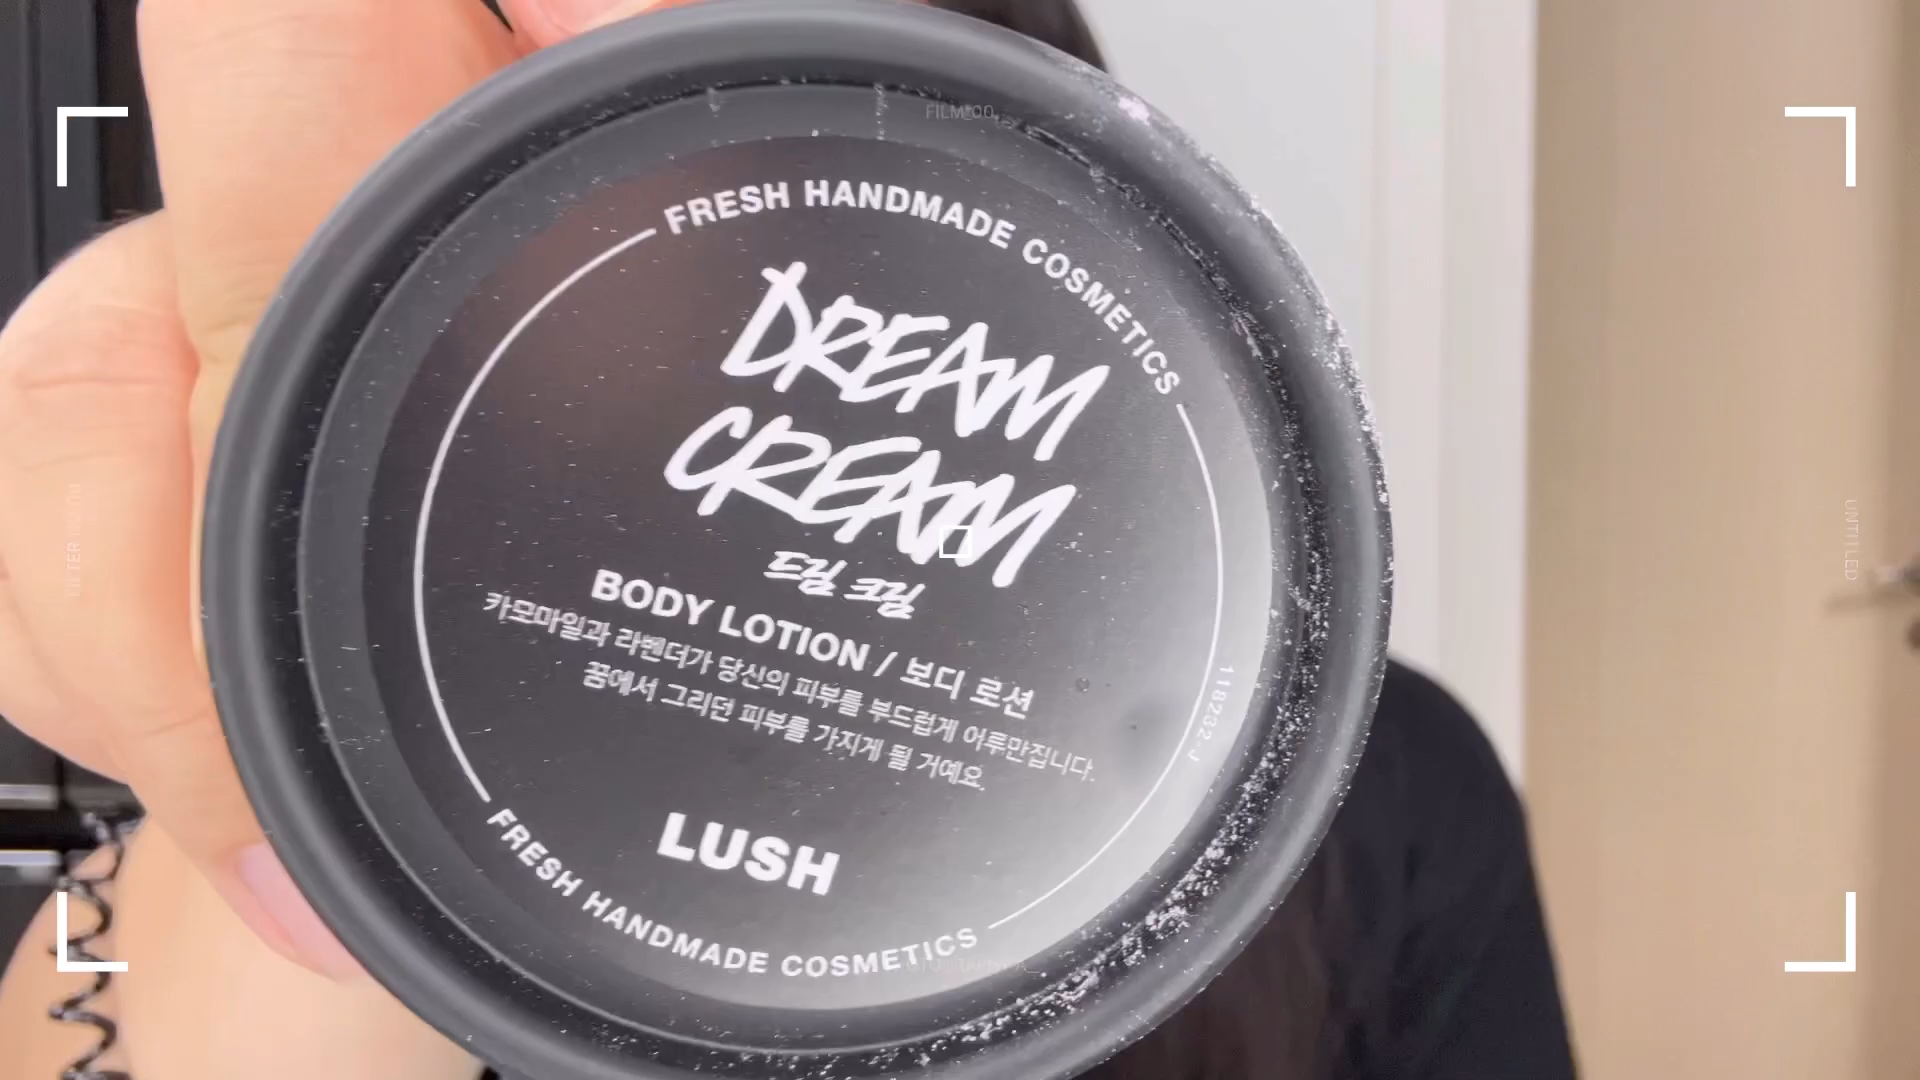 FILM_00
FRESH HANDMADE COSMETICS
DREAM
CREAM
드림 크림
BODY LOTION / 보디 로션
카모마일과 라벤더가 당신의 피부를 부드럽게 어루만집니다.
꿈에서 그리던 피부를 가지게 될 거예요.
118232-J
LUSH
FRESH HANDMADE COSMETICS
UNTITLED